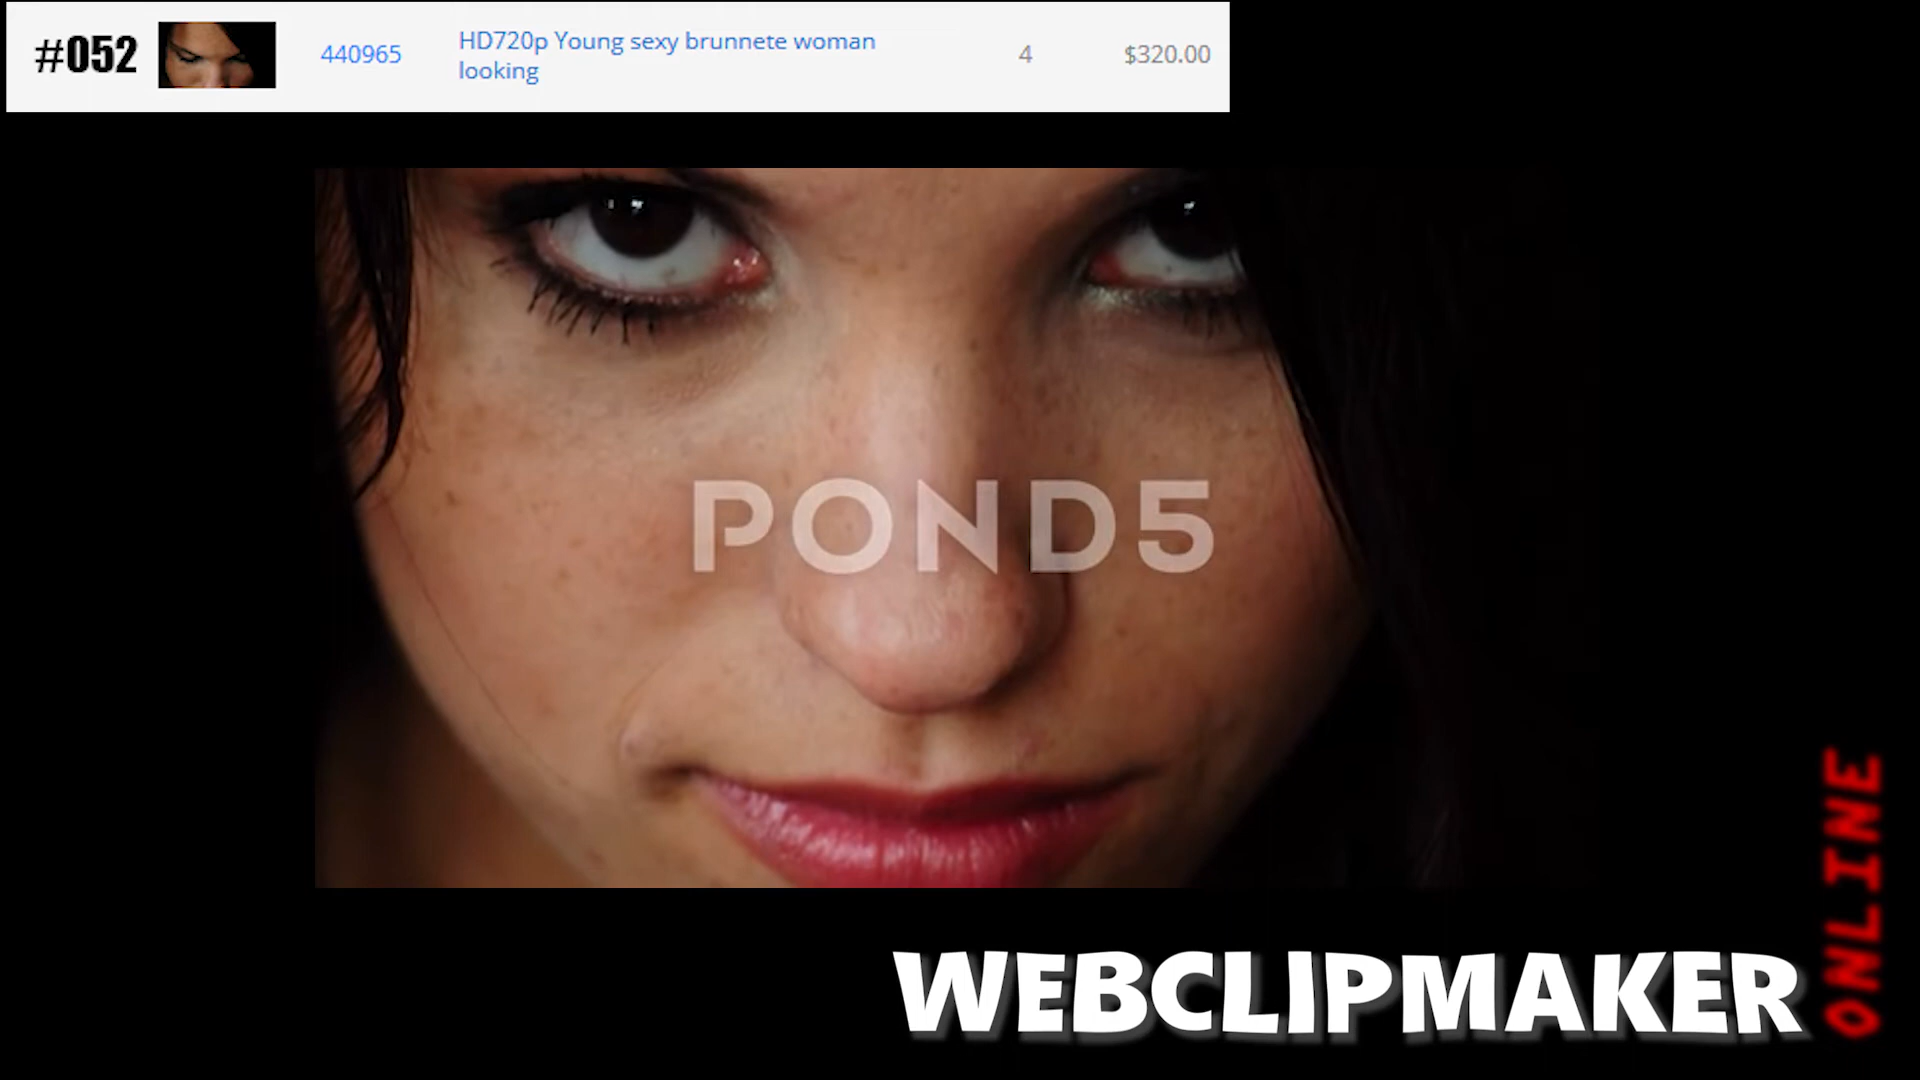 #052 440965 HD720p Young sexy brunnete woman looking 4 $320.00
POND5
WEBCLIPMAKER
ONLINE